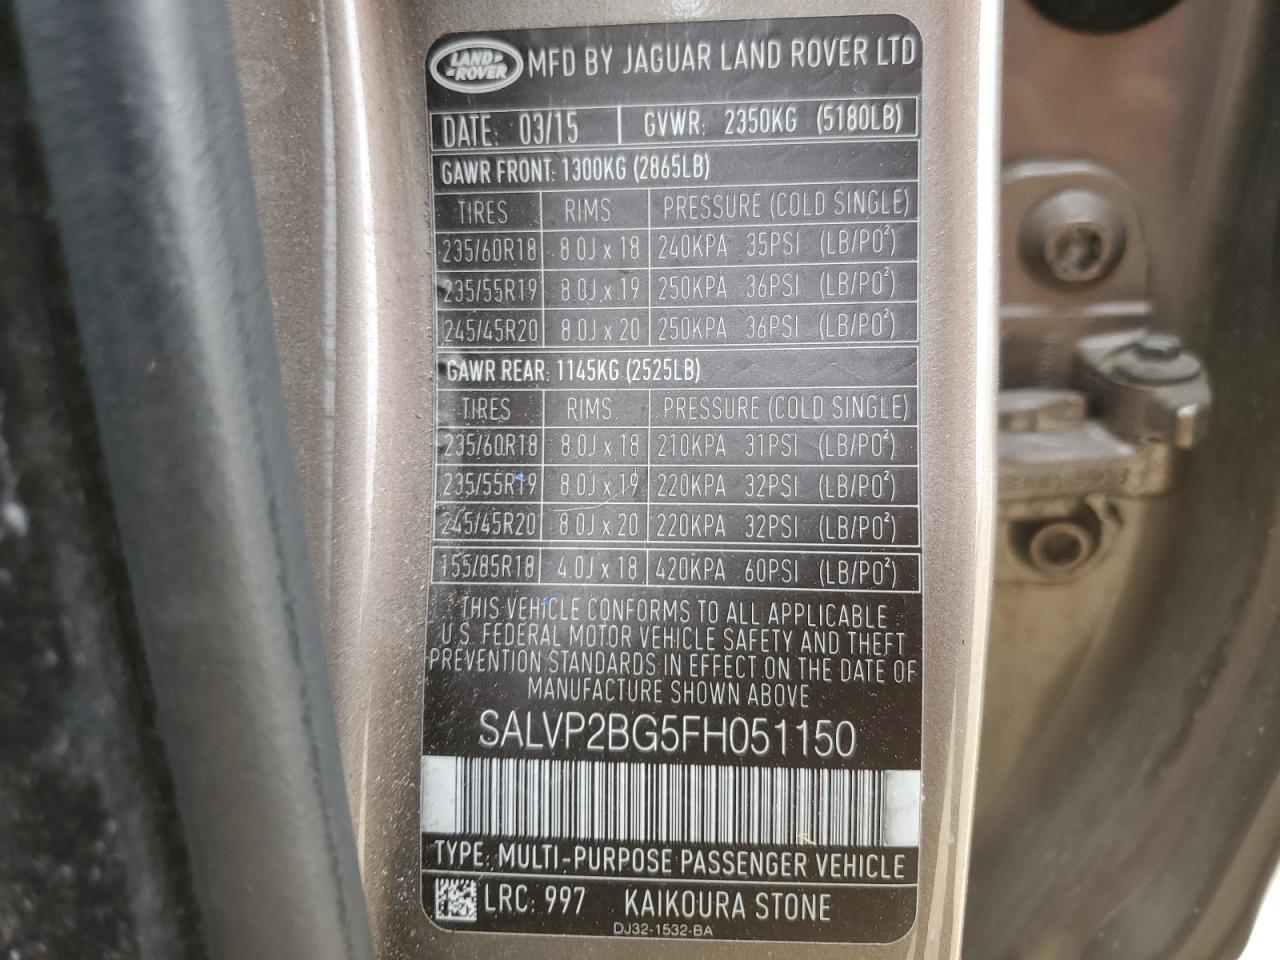 LAND ROVER MFD BY JAGUAR LAND ROVER LTD
DATE: 03/15 GVWR: 2350KG (5180LB)
GAWR FRONT: 1300KG (2865LB)
TIRES RIMS PRESSURE (COLD SINGLE)
235/60R18 8.0J x 18 240KPA 35PSI (LB/PO²)
235/55R19 8.0J x 19 250KPA 36PSI (LB/PO²)
245/45R20 8.0J x 20 250KPA 36PSI (LB/PO²)
GAWR REAR: 1145KG (2525LB)
TIRES RIMS PRESSURE (COLD SINGLE)
235/60R18 8.0J x 18 210KPA 31PSI (LB/PO²)
235/55R19 8.0J x 19 220KPA 32PSI (LB/PO²)
245/45R20 8.0J x 20 220KPA 32PSI (LB/PO²)
155/85R18 4.0J x 18 420KPA 60PSI (LB/PO²)
THIS VEHICLE CONFORMS TO ALL APPLICABLE
U.S. FEDERAL MOTOR VEHICLE SAFETY AND THEFT
PREVENTION STANDARDS IN EFFECT ON THE DATE OF
MANUFACTURE SHOWN ABOVE
SALVP2BG5FH051150
TYPE: MULTI-PURPOSE PASSENGER VEHICLE
LRC: 997 KAIKOURA STONE
DJ32-1532-BA